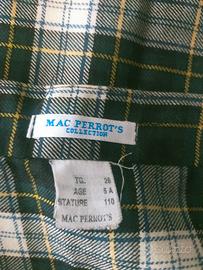 MAC PERROT'S
COLLECTION
TG. 26
AGE 5 A
STATURE 110
MAC PERROT'S